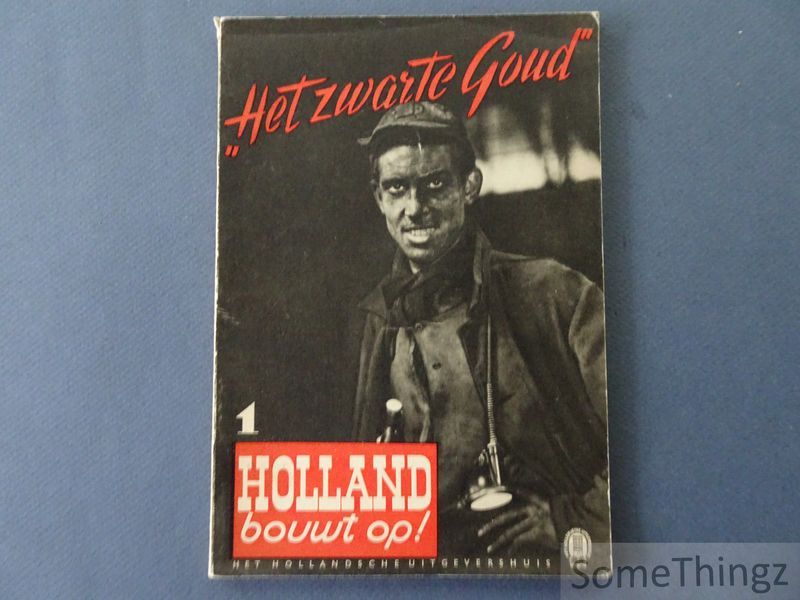 „Het zwarte Goud"
1
HOLLAND
bouwt op!
HET HOLLANDSCHE UITGEVERSHUIS
SomeThingz